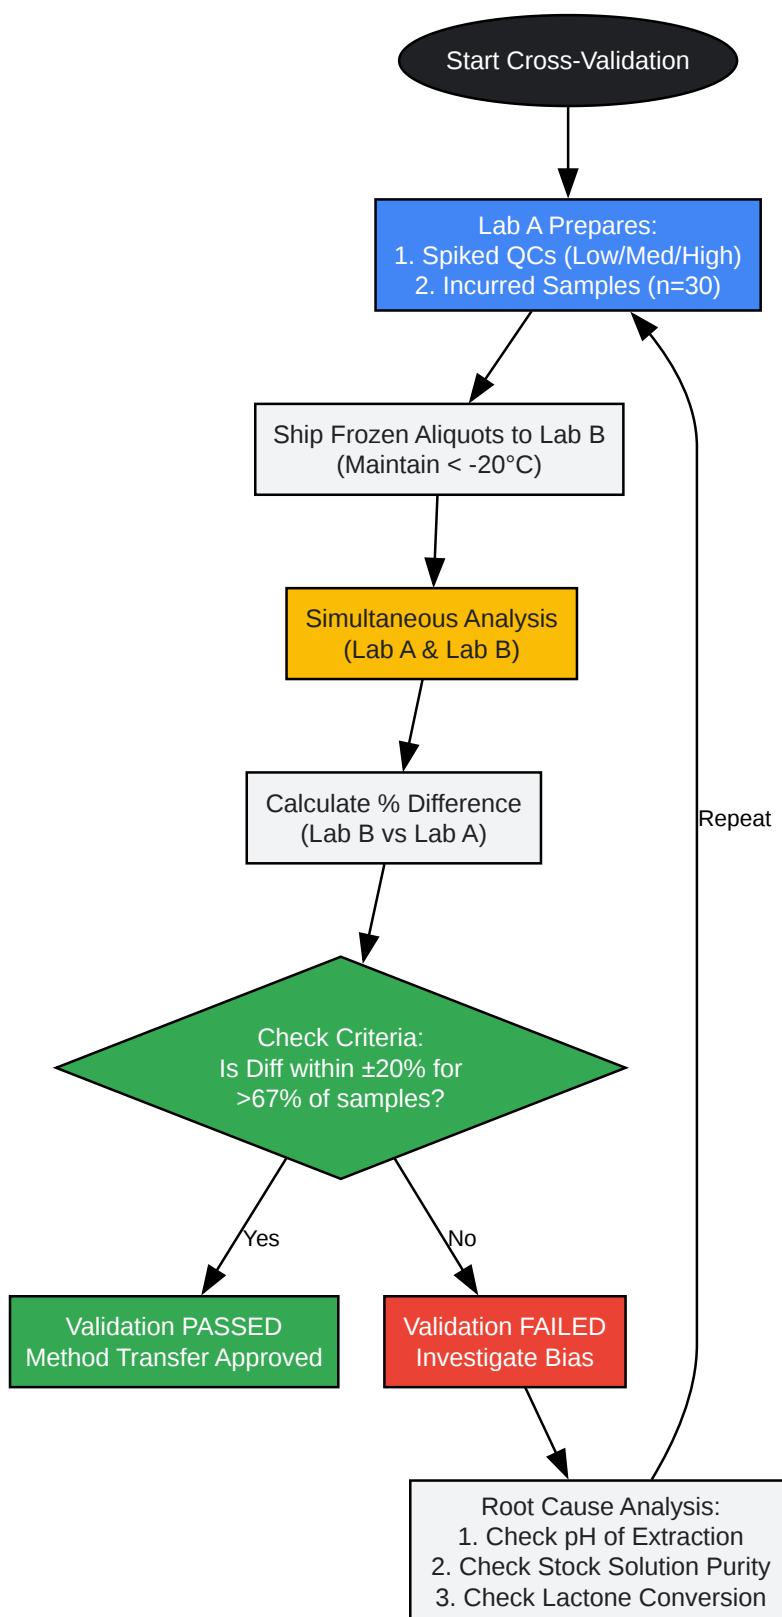 Start Cross-Validation
Lab A Prepares:
1. Spiked QCs (Low/Med/High)
2. Incurred Samples (n=30)
Ship Frozen Aliquots to Lab B
(Maintain < -20°C)
Simultaneous Analysis
(Lab A & Lab B)
Calculate % Difference
(Lab B vs Lab A)
Repeat
Check Criteria:
Is Diff within ±20% for
>67% of samples?
Yes
No
Validation PASSED
Method Transfer Approved
Validation FAILED
Investigate Bias
Root Cause Analysis:
1. Check pH of Extraction
2. Check Stock Solution Purity
3. Check Lactone Conversion